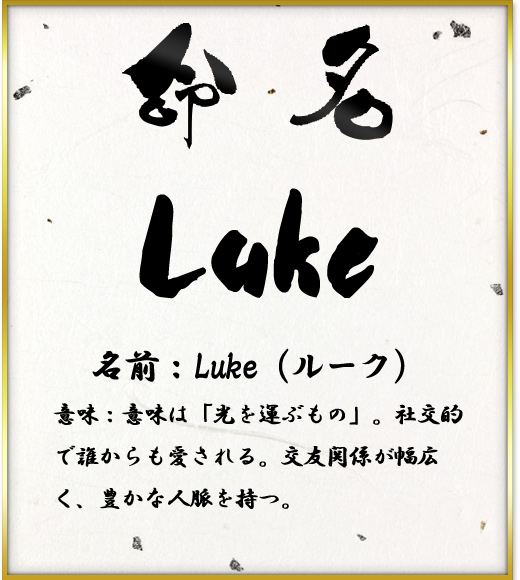 命名
Luke
名前：Luke（ルーク）
意味：意味は「光を運ぶもの」。社交的
で誰からも愛される。交友関係が幅広
く、豊かな人脈を持つ。